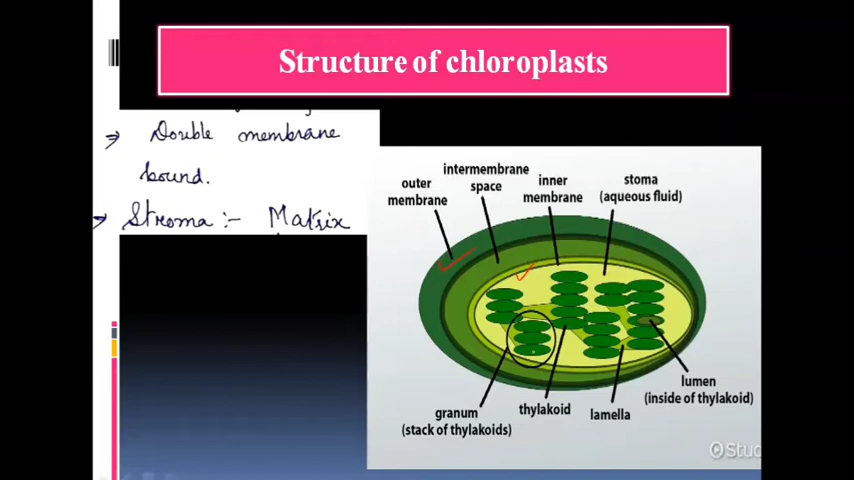 Structure of chloroplasts
⇒ Double membrane
bound.
→ Stroma :- Matrix
outer
membrane
intermembrane
space
inner
membrane
stoma
(aqueous fluid)
granum
(stack of thylakoids)
thylakoid
lamella
lumen
(inside of thylakoid)